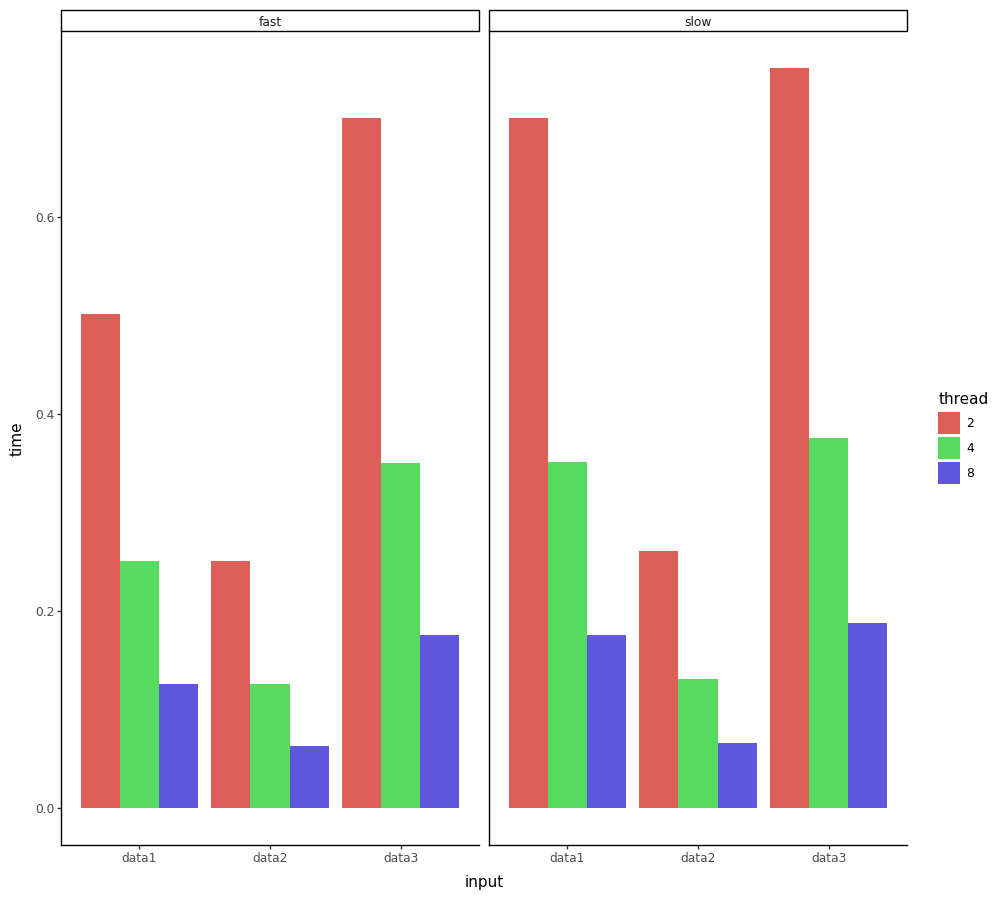 fast
slow
time
0.6
0.4
0.2
0.0
data1
data2
data3
data1
data2
data3
input
thread
2
4
8